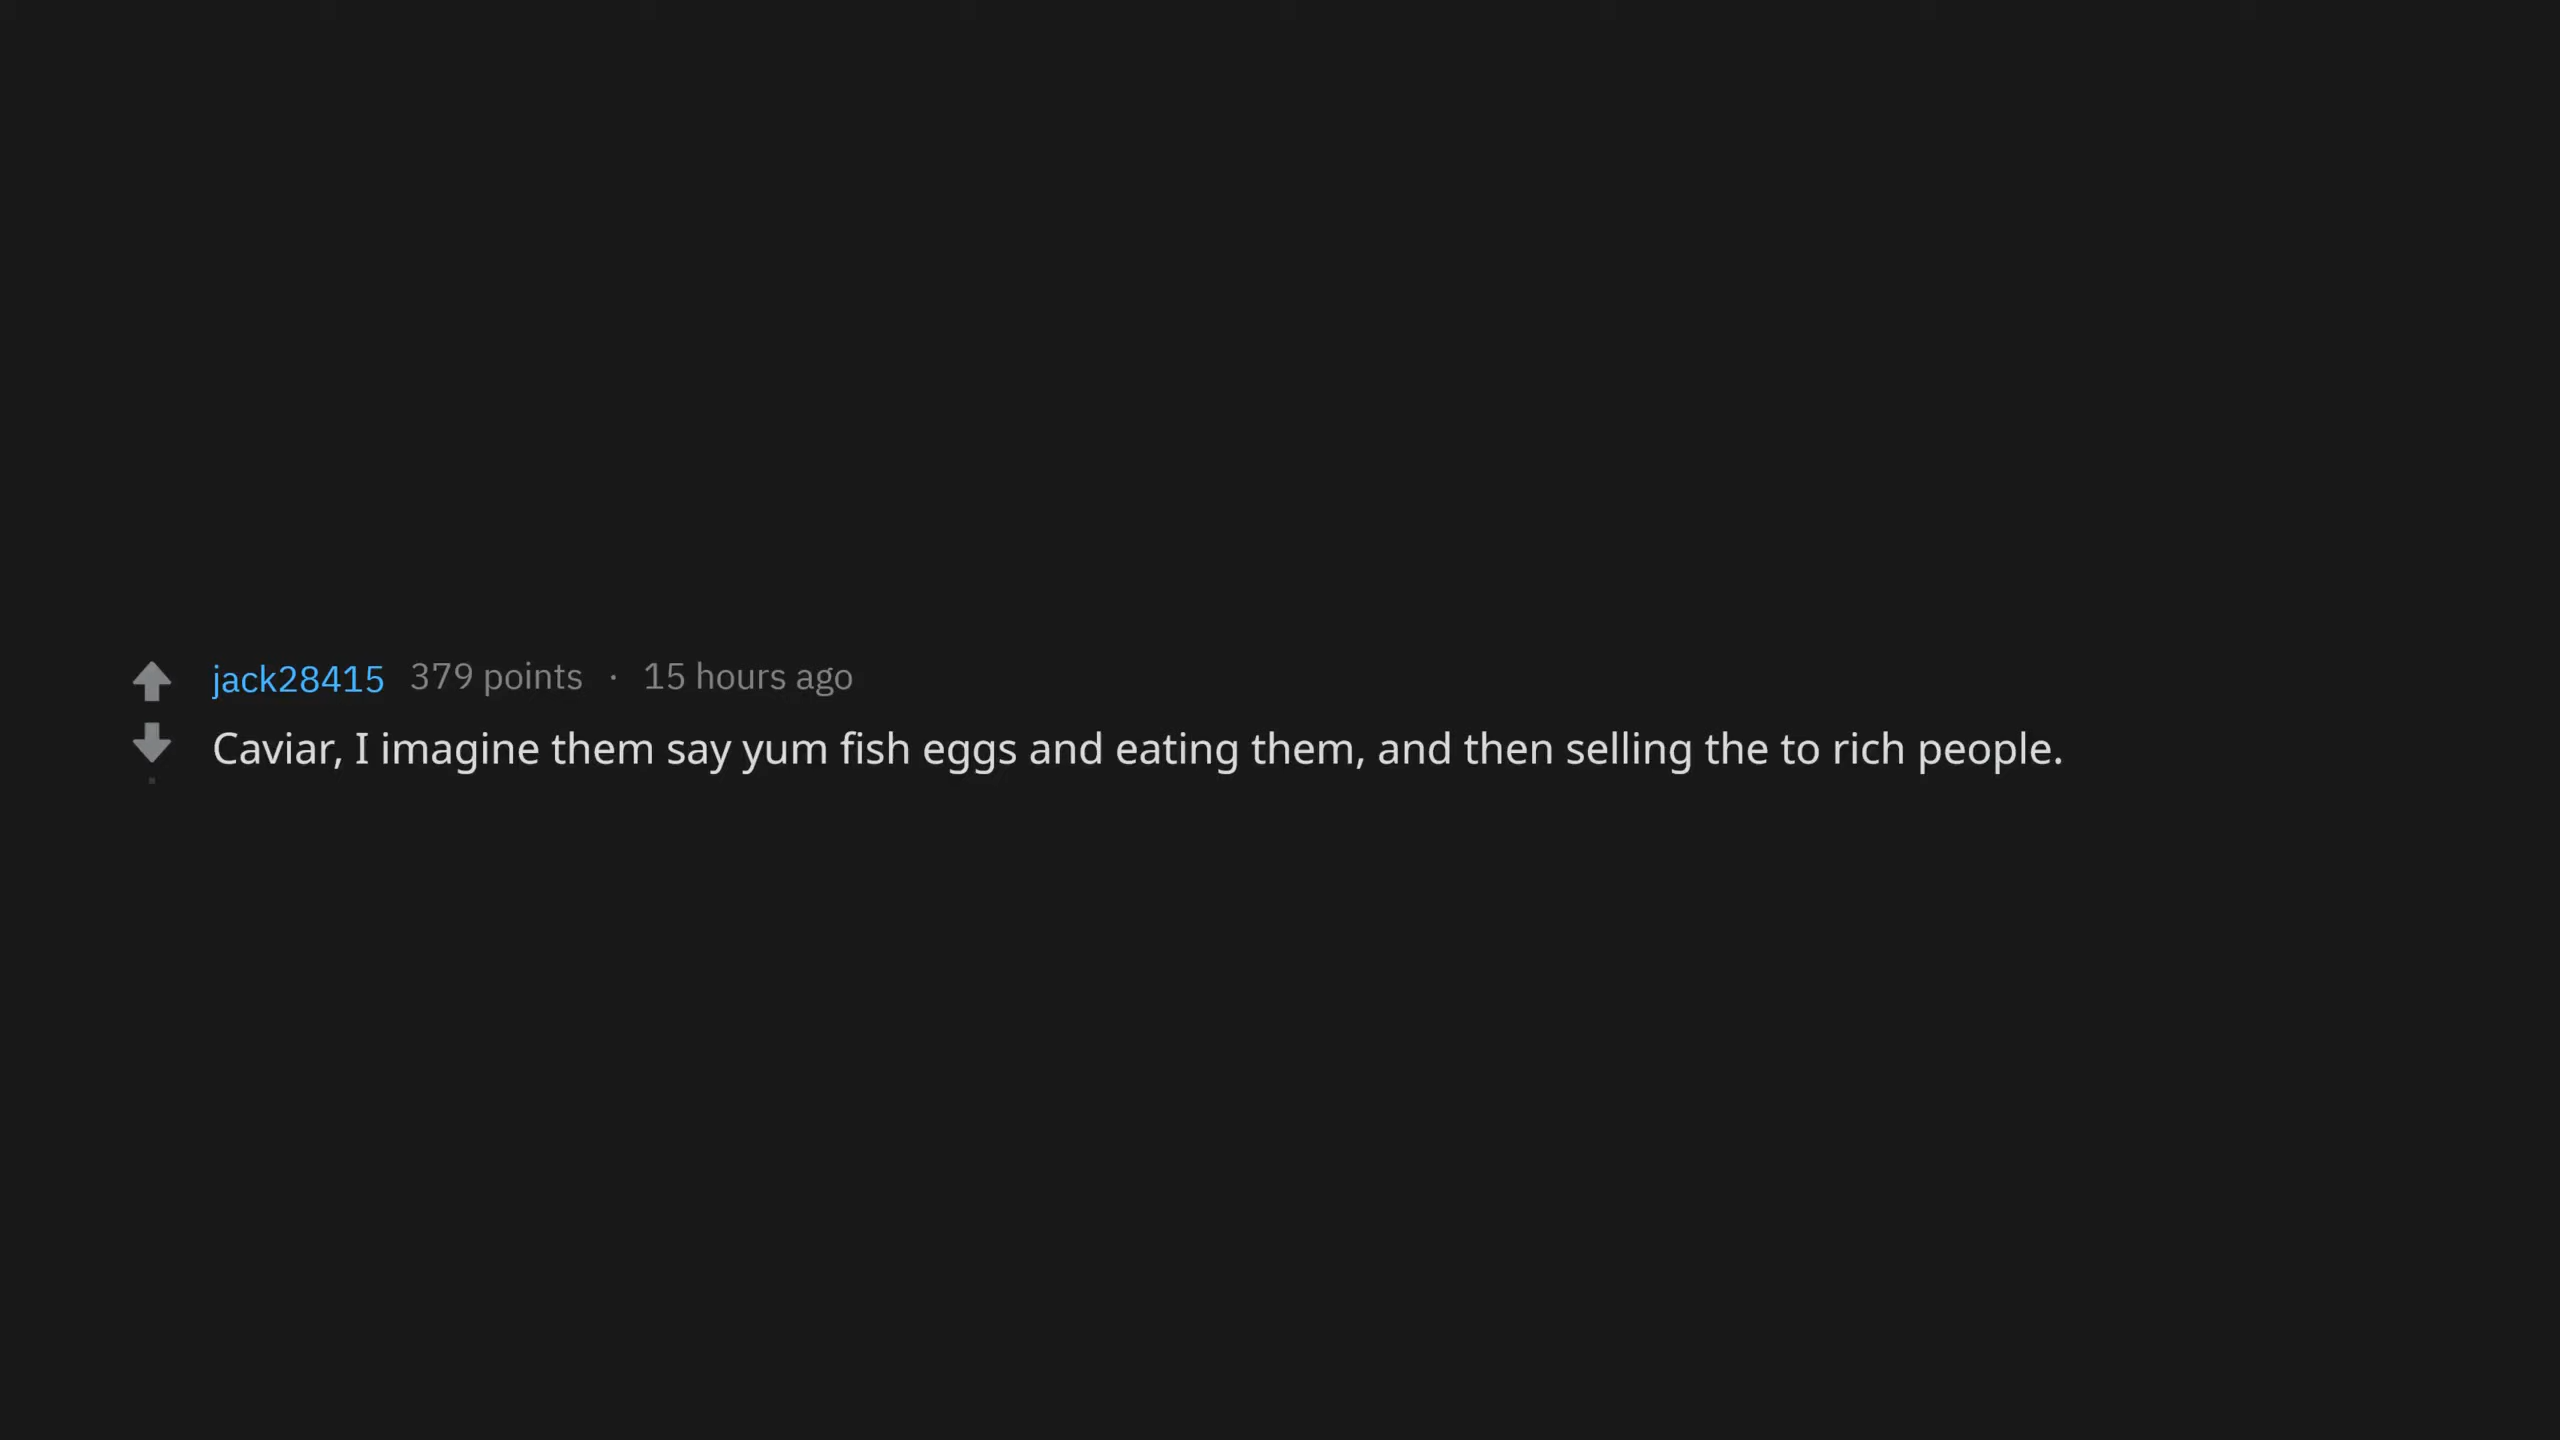 jack28415 379 points · 15 hours ago
Caviar, I imagine them say yum fish eggs and eating them, and then selling the to rich people.